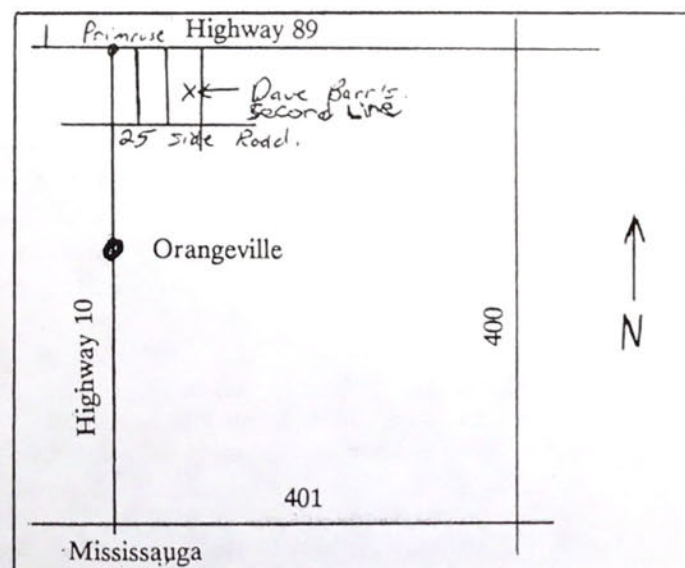 Primrose Highway 89
X ← Dave Barr's.
Second Line
25 Side Road.
Orangeville
Highway 10
400
N
401
Mississauga